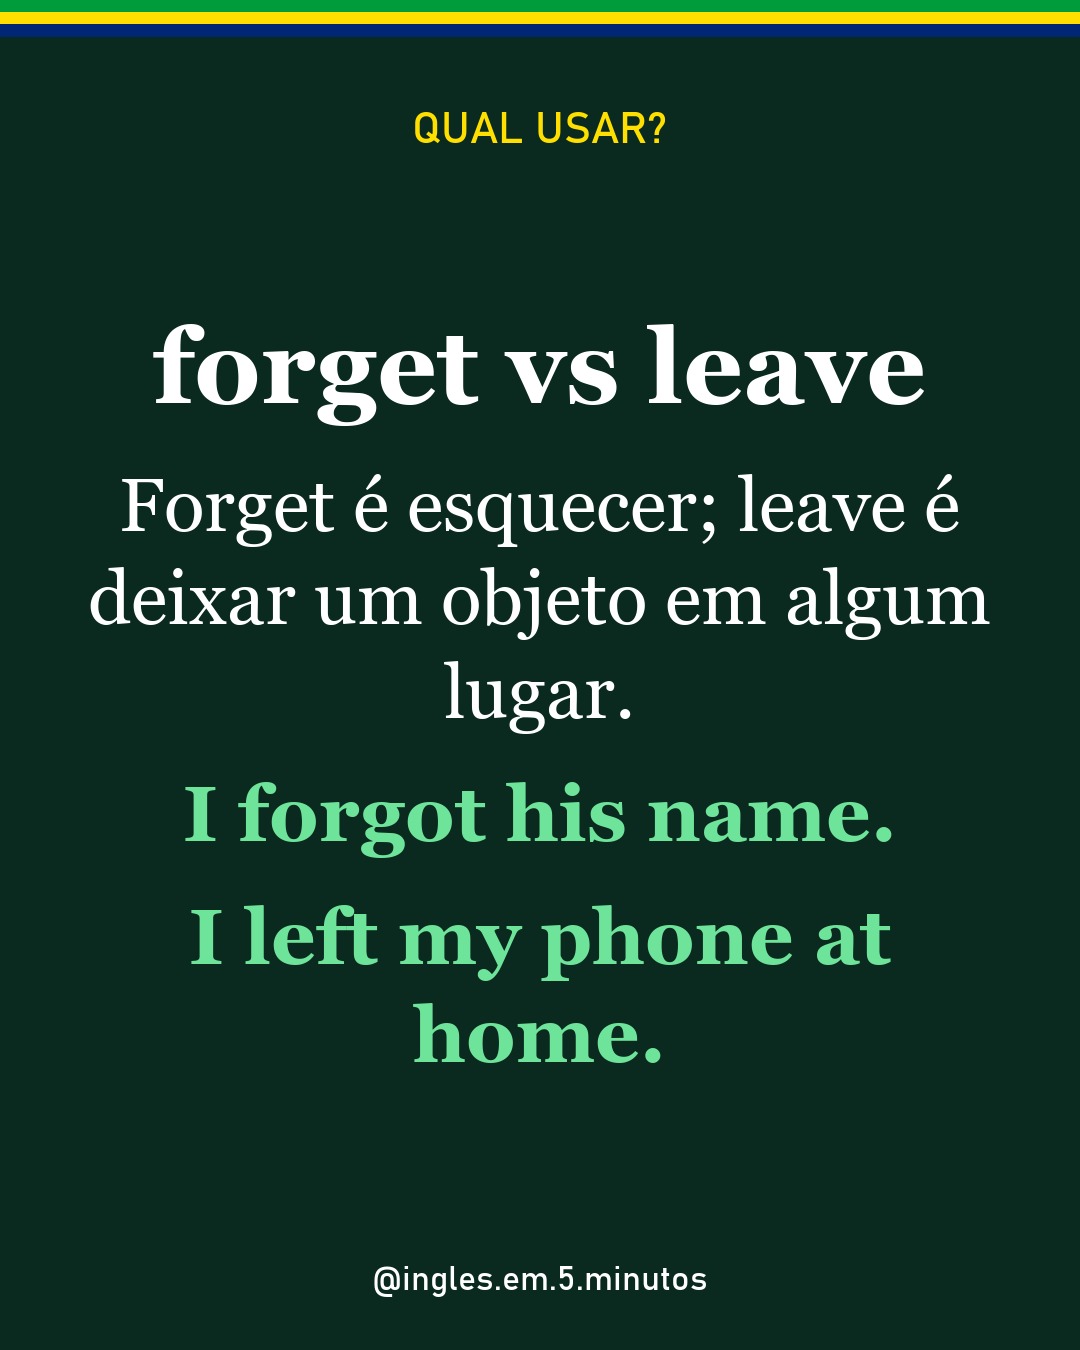 QUAL USAR?
forget vs leave
Forget é esquecer; leave é
deixar um objeto em algum
lugar.
I forgot his name.
I left my phone at
home.
@ingles.em.5.minutos